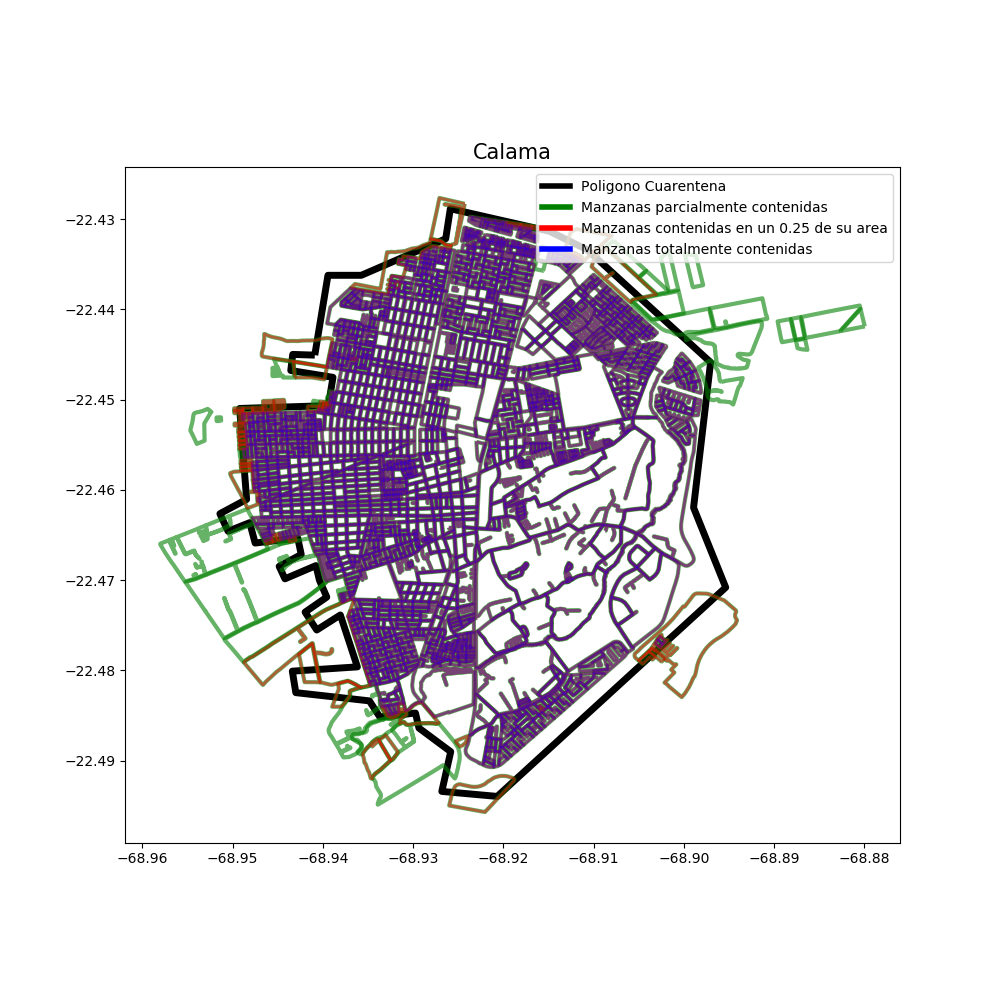 Calama
Poligono Cuarentena
Manzanas parcialmente contenidas
Manzanas contenidas en un 0.25 de su area
Manzanas totalmente contenidas
−22.43
−22.44
−22.45
−22.46
−22.47
−22.48
−22.49
−68.96 −68.95 −68.94 −68.93 −68.92 −68.91 −68.90 −68.89 −68.88